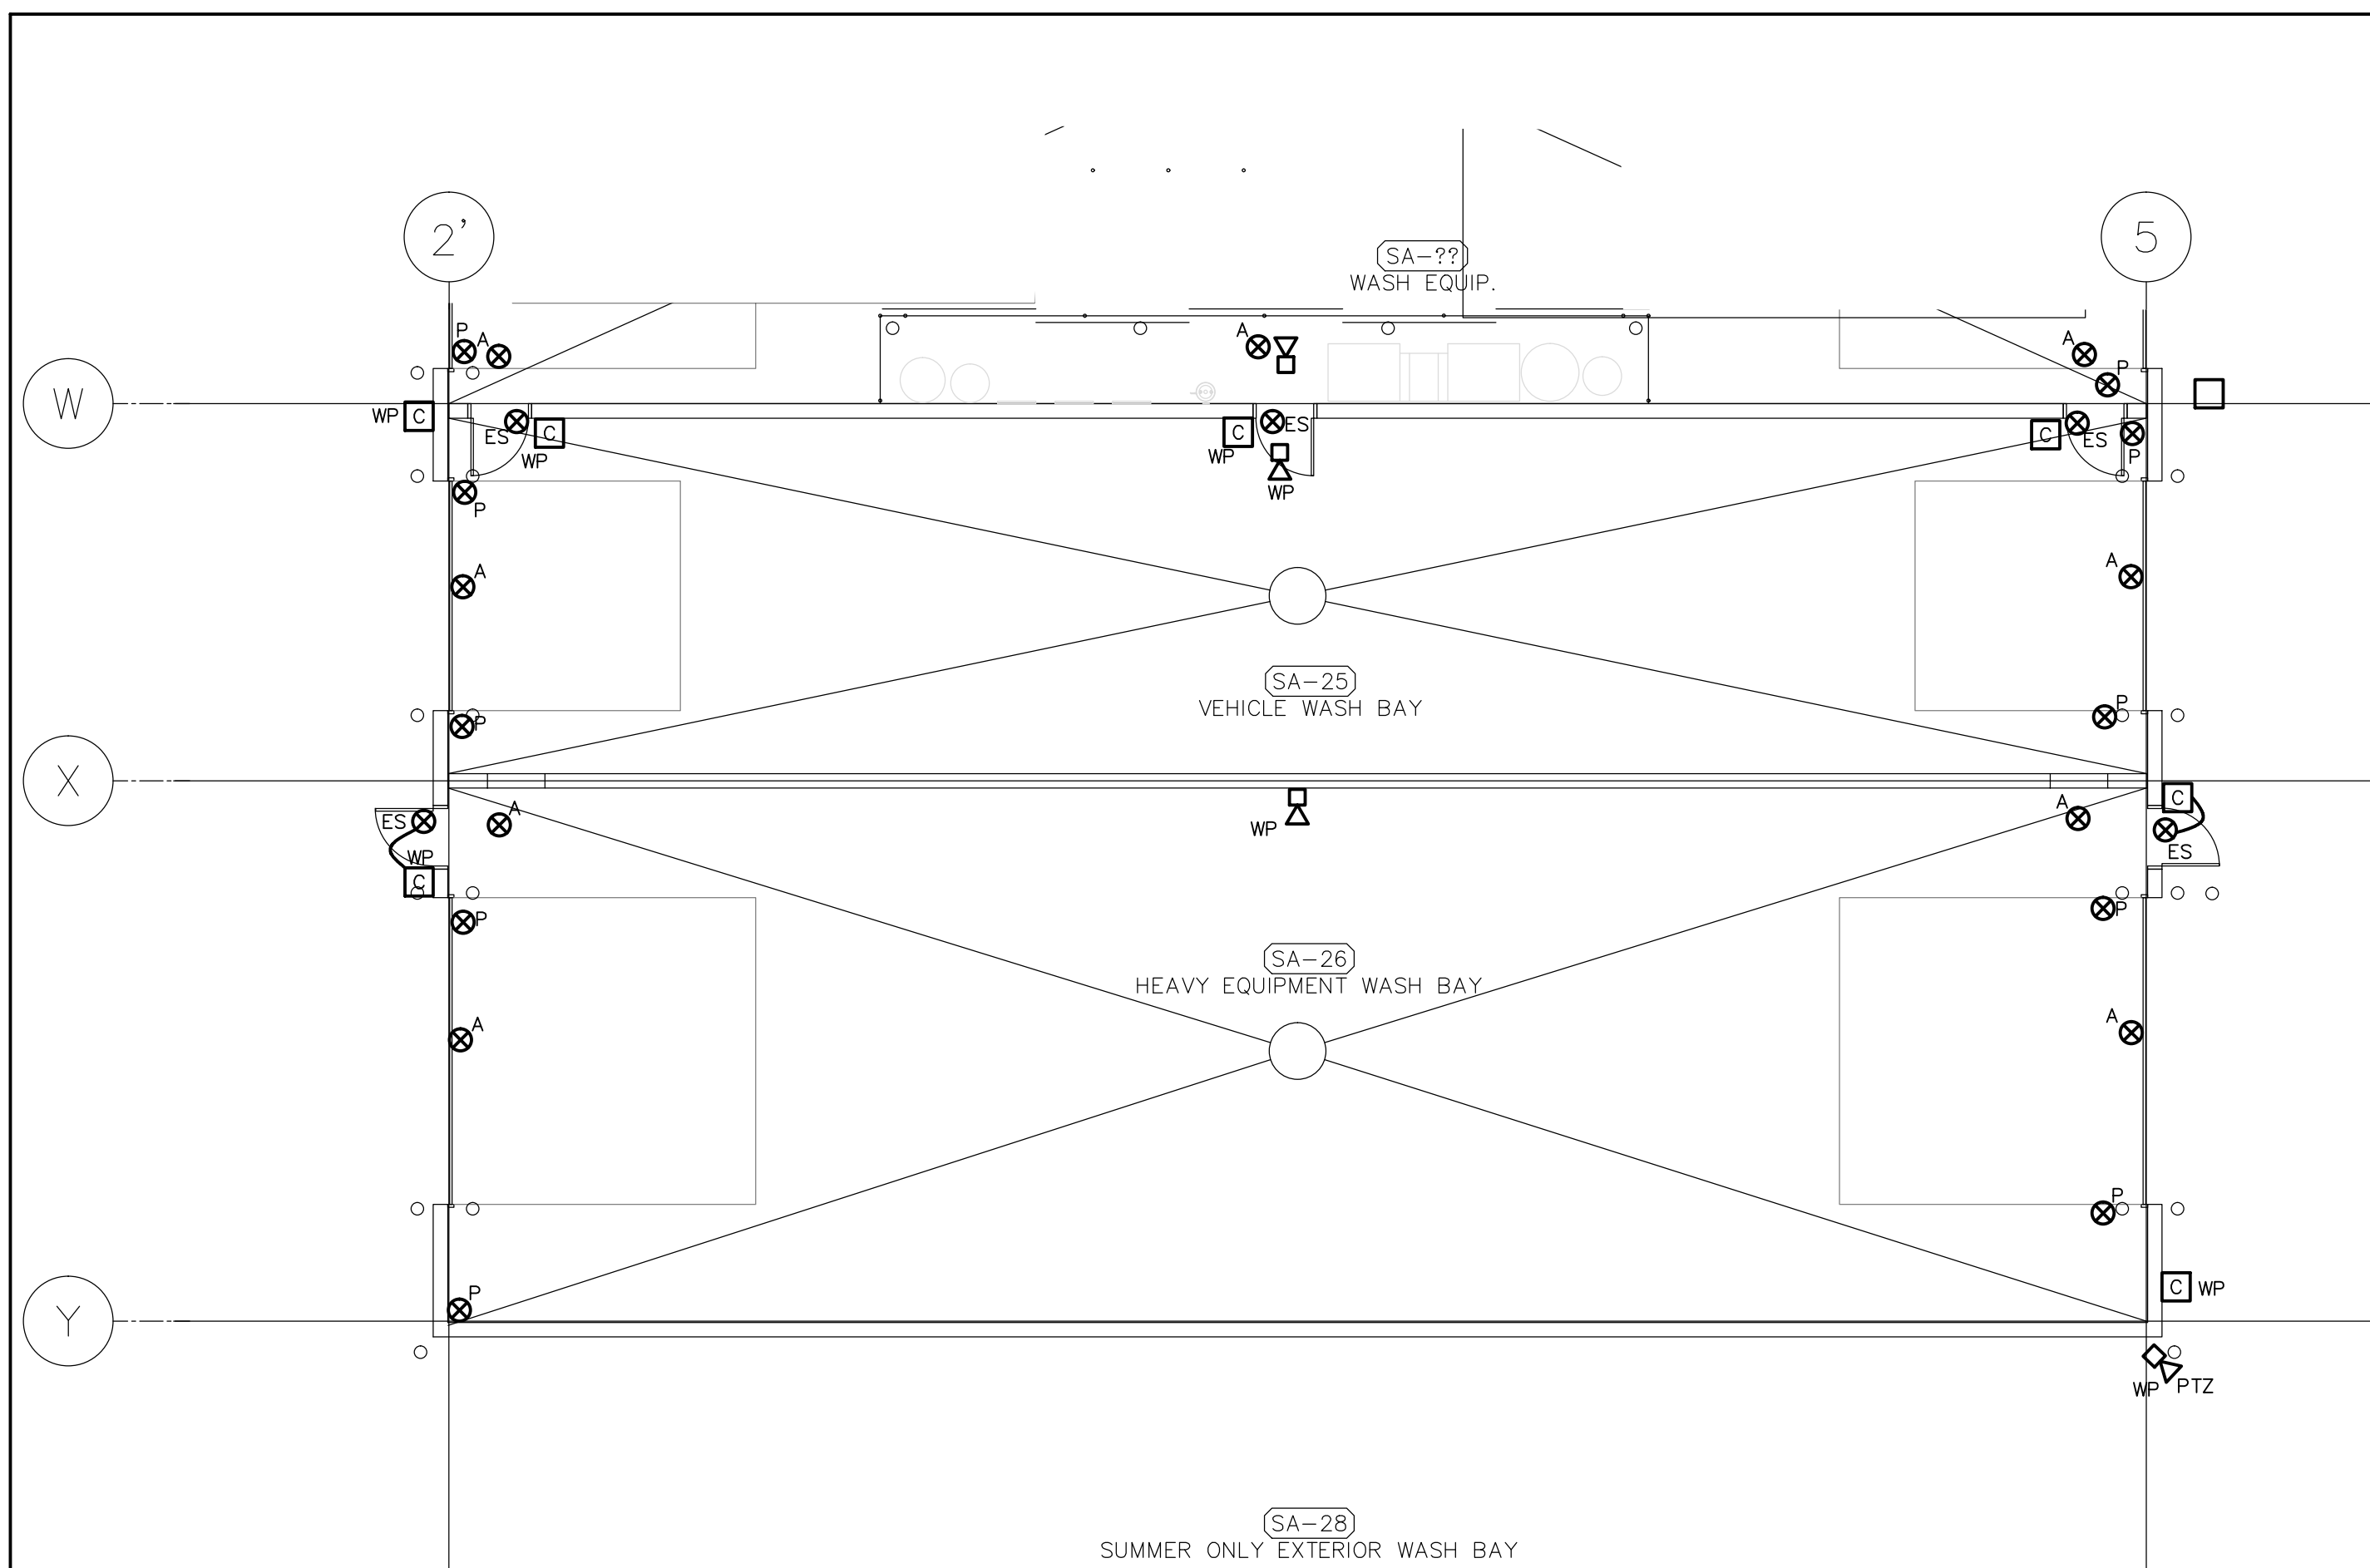 2' 5
SA-??
WASH EQUIP.
P A A A P
W
WP C ES C WP
C ES WP WP
C ES P
P
A A
SA-25
VEHICLE WASH BAY
P P
X
C
ES A WP A ES
WP
C
P P
SA-26
HEAVY EQUIPMENT WASH BAY
A A
P
C WP
P
Y
WP PTZ
SA-28
SUMMER ONLY EXTERIOR WASH BAY